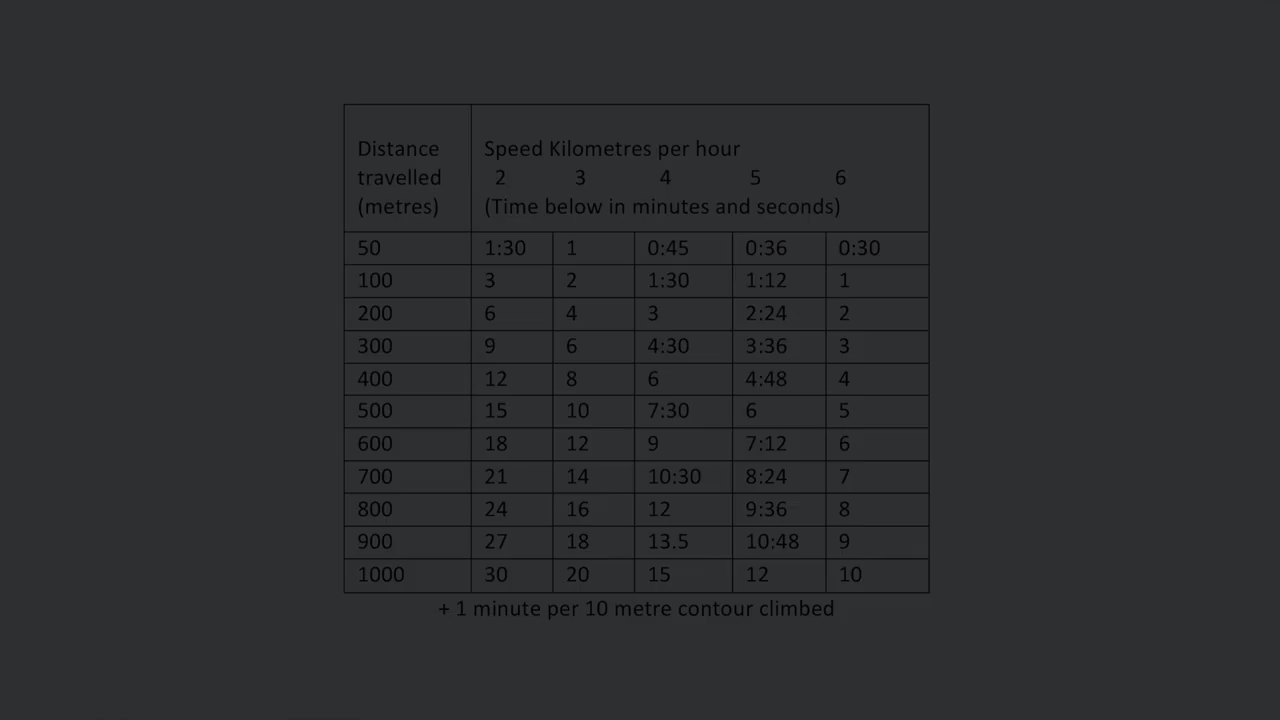 Distance travelled (metres)
Speed Kilometres per hour
2 3 4 5 6
(Time below in minutes and seconds)
50 1:30 1 0:45 0:36 0:30
100 3 2 1:30 1:12 1
200 6 4 3 2:24 2
300 9 6 4:30 3:36 3
400 12 8 6 4:48 4
500 15 10 7:30 6 5
600 18 12 9 7:12 6
700 21 14 10:30 8:24 7
800 24 16 12 9:36 8
900 27 18 13.5 10:48 9
1000 30 20 15 12 10
+ 1 minute per 10 metre contour climbed